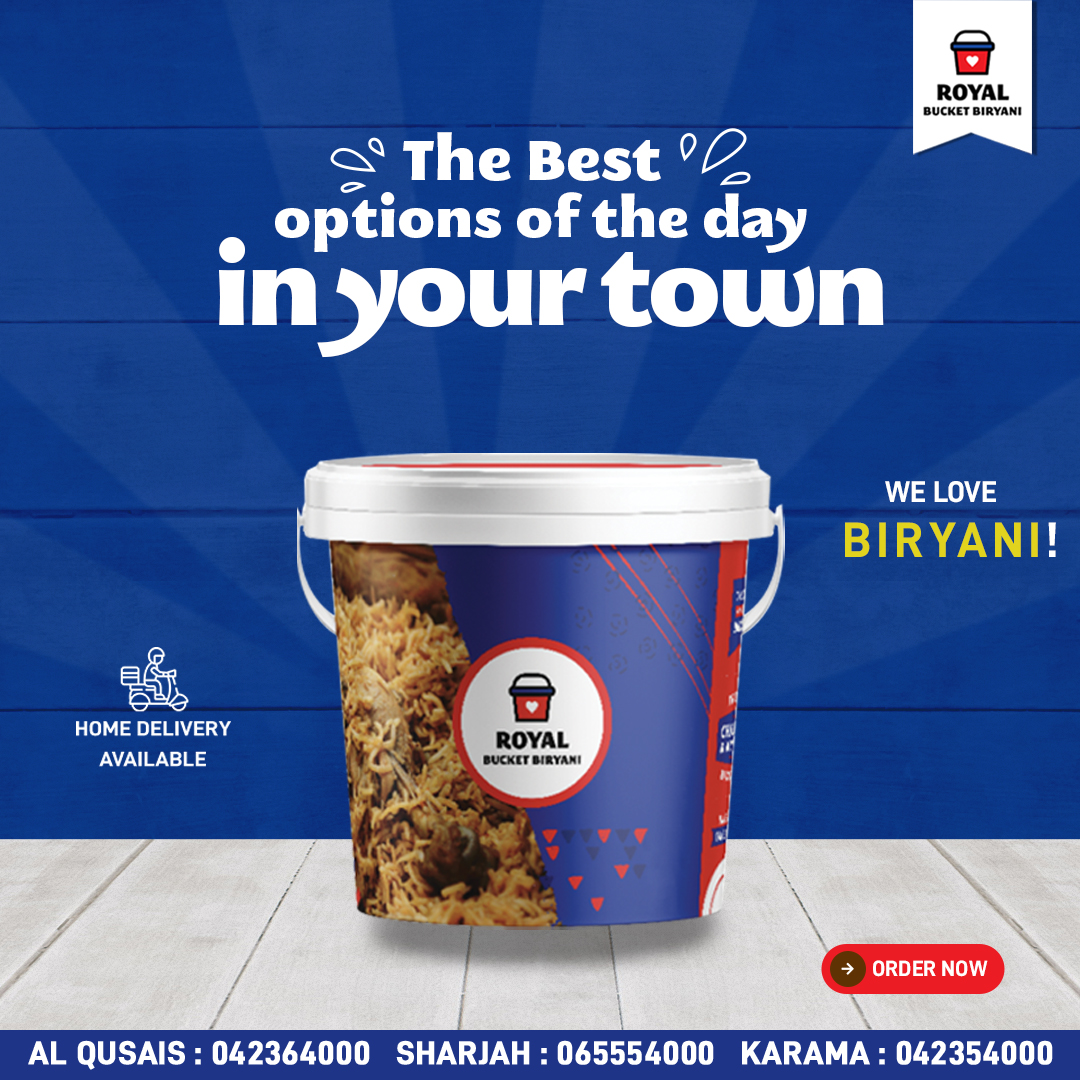 ROYAL
BUCKET BIRYANI
The Best
options of the day
in your town
WE LOVE
BIRYANI!
ROYAL
BUCKET BIRYANI
HOME DELIVERY
AVAILABLE
ORDER NOW
AL QUSAIS : 042364000 SHARJAH : 065554000 KARAMA : 042354000